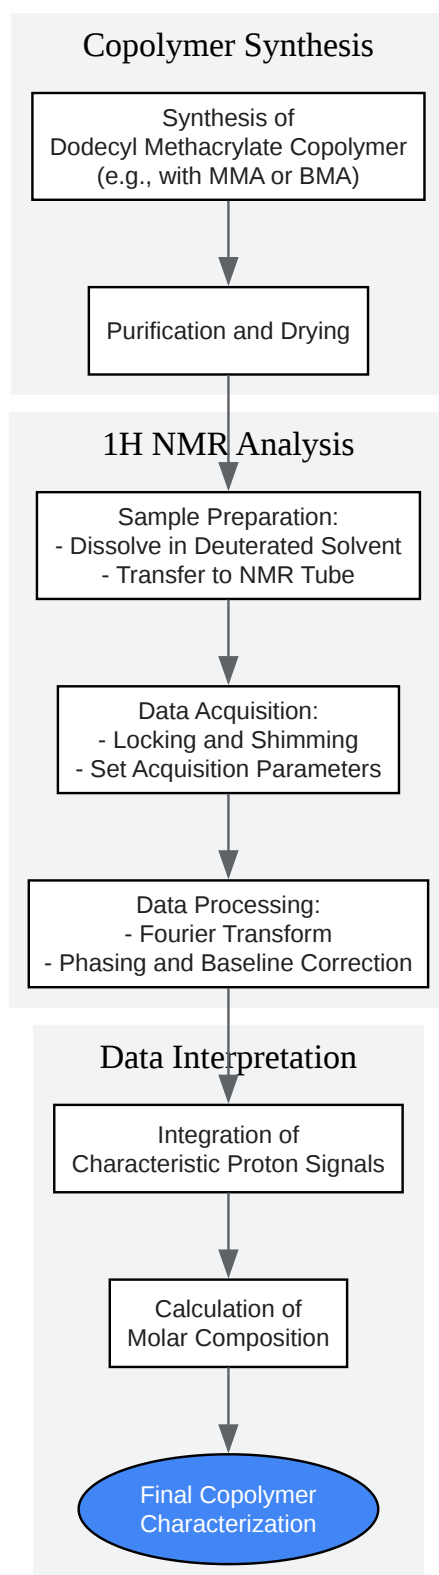 Copolymer Synthesis
Synthesis of
Dodecyl Methacrylate Copolymer
(e.g., with MMA or BMA)
Purification and Drying
1H NMR Analysis
Sample Preparation:
- Dissolve in Deuterated Solvent
- Transfer to NMR Tube
Data Acquisition:
- Locking and Shimming
- Set Acquisition Parameters
Data Processing:
- Fourier Transform
- Phasing and Baseline Correction
Data Interpretation
Integration of
Characteristic Proton Signals
Calculation of
Molar Composition
Final Copolymer
Characterization